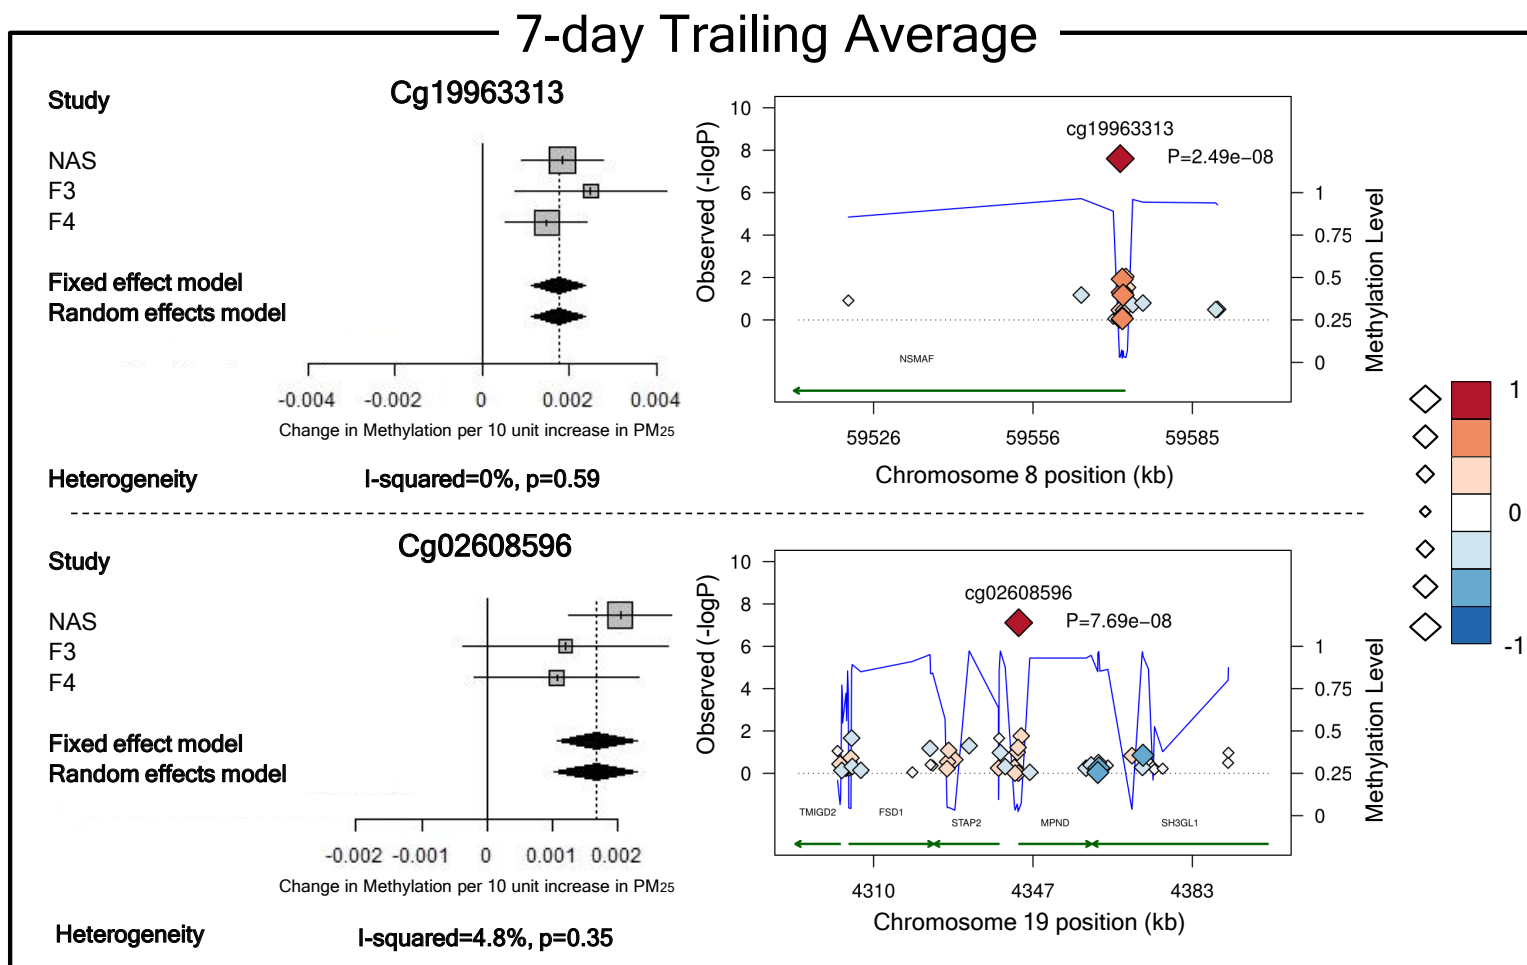 7-day Trailing Average
Study
Cg19963313
NAS
F3
F4
Fixed effect model
Random effects model
-0.004 -0.002 0 0.002 0.004
Change in Methylation per 10 unit increase in PM25
Heterogeneity
I-squared=0%, p=0.59
Observed (-logP)
10
8
6
4
2
0
cg19963313
P=2.49e-08
1
0.75
0.5
0.25
0
Methylation Level
NSMAF
59526 59556 59585
Chromosome 8 position (kb)
1
0
-1
Study
Cg02608596
NAS
F3
F4
Fixed effect model
Random effects model
-0.002 -0.001 0 0.001 0.002
Change in Methylation per 10 unit increase in PM25
Heterogeneity
I-squared=4.8%, p=0.35
Observed (-logP)
10
8
6
4
2
0
cg02608596
P=7.69e-08
1
0.75
0.5
0.25
0
Methylation Level
TMIGD2 FSD1 STAP2 MPND SH3GL1
4310 4347 4383
Chromosome 19 position (kb)